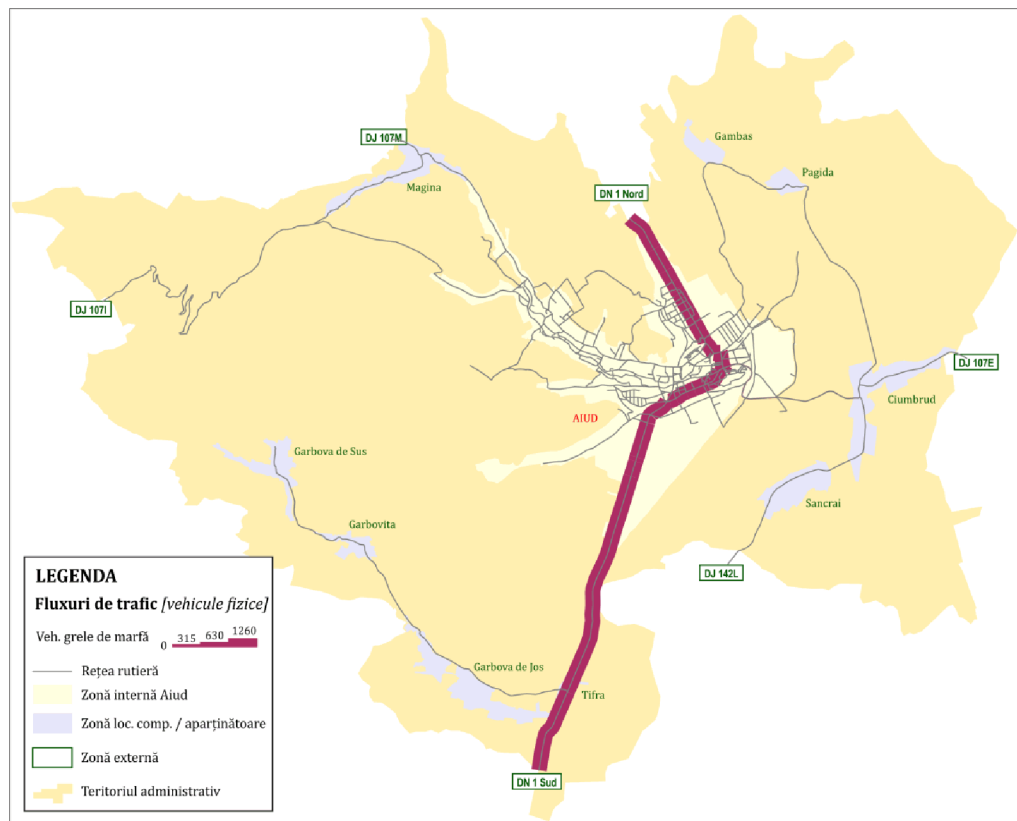 Gambas
DJ 107M
Pagida
Magina
DN 1 Nord
DJ 107I
DJ 107E
Ciumbrud
AIUD
Garbova de Sus
Sancrai
Garbovita
DJ 142L
LEGENDA
Fluxuri de trafic [vehicule fizice]
Veh. grele de marfă 0 315 630 1260
Rețea rutieră
Zonă internă Aiud
Zonă loc. comp. / aparținătoare
Zonă externă
Teritoriul administrativ
Garbova de Jos
Tifra
DN 1 Sud